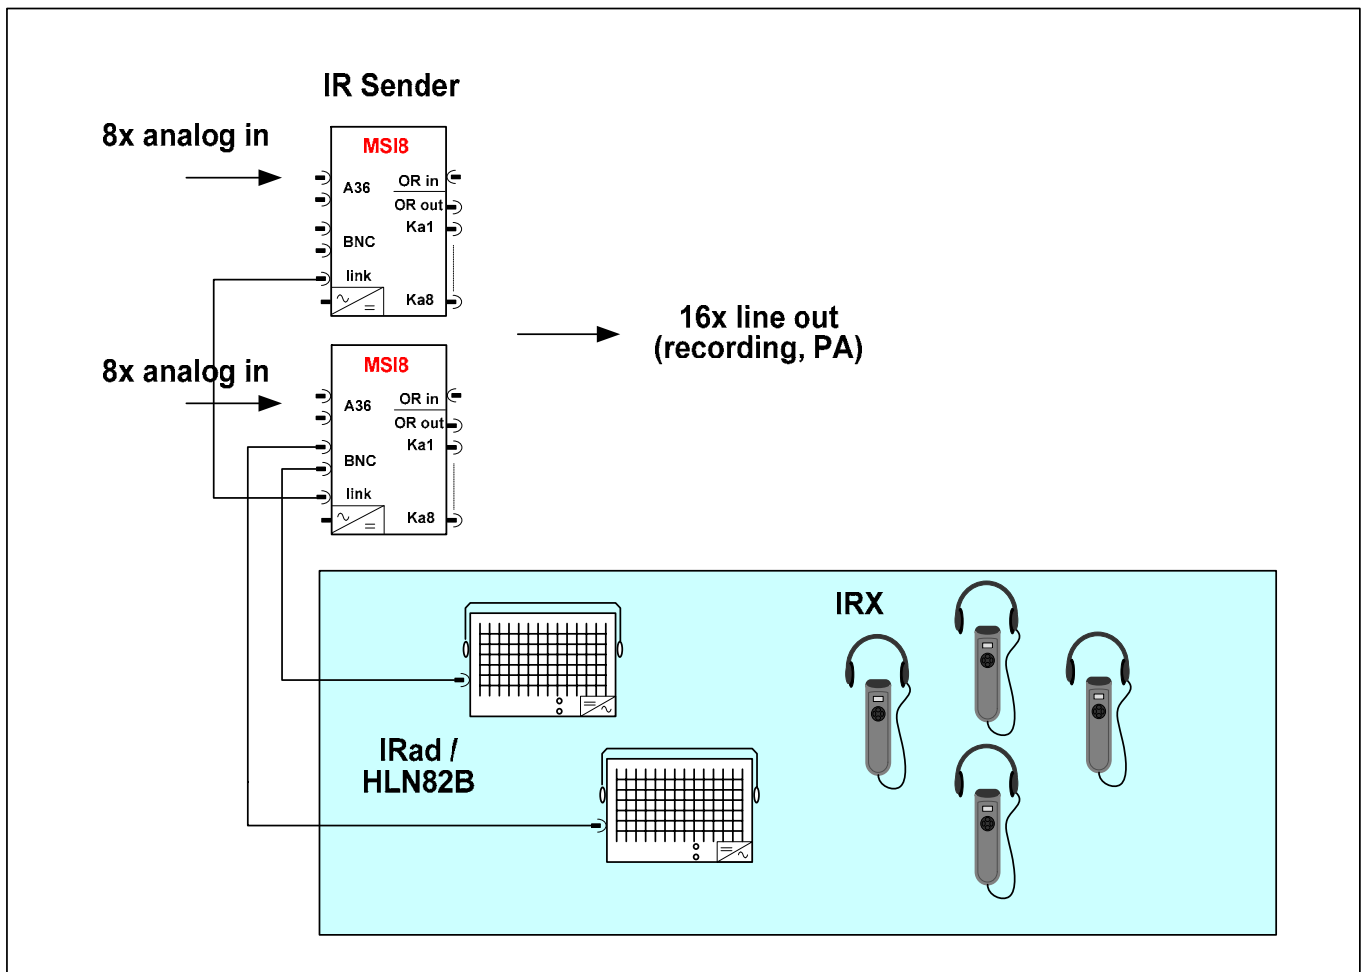 IR Sender
8x analog in
MSI8
A36
OR in
OR out
Ka1
BNC
link
Ka8
16x line out
(recording, PA)
8x analog in
MSI8
A36
OR in
OR out
Ka1
BNC
link
Ka8
IRX
IRad /
HLN82B